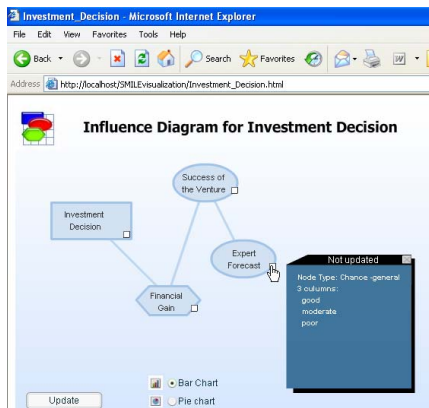 Investment_Decision - Microsoft Internet Explorer
File Edit View Favorites Tools Help
Back Search Favorites
Address http://localhost/SMILEvisualization/Investment_Decision.html
Influence Diagram for Investment Decision
Success of
the Venture
Investment
Decision
Expert
Forecast
Not updated
Node Type: Chance -general
3 culumns:
good
moderate
poor
Financial
Gain
Bar Chart
Update
Pie chart